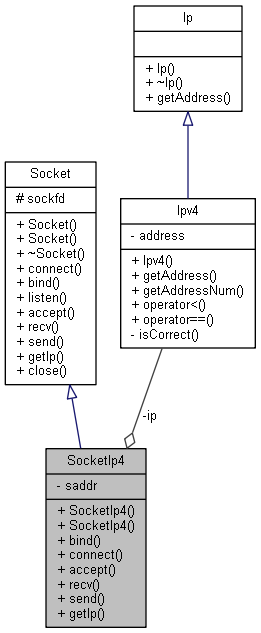 Ip
+ Ip()
+ ~Ip()
+ getAddress()
Socket
# sockfd
+ Socket()
+ Socket()
+ ~Socket()
+ connect()
+ bind()
+ listen()
+ accept()
+ recv()
+ send()
+ getIp()
+ close()
Ipv4
- address
+ Ipv4()
+ getAddress()
+ getAddressNum()
+ operator<()
+ operator==()
- isCorrect()
-ip
SocketIp4
- saddr
+ SocketIp4()
+ SocketIp4()
+ bind()
+ connect()
+ accept()
+ recv()
+ send()
+ getIp()